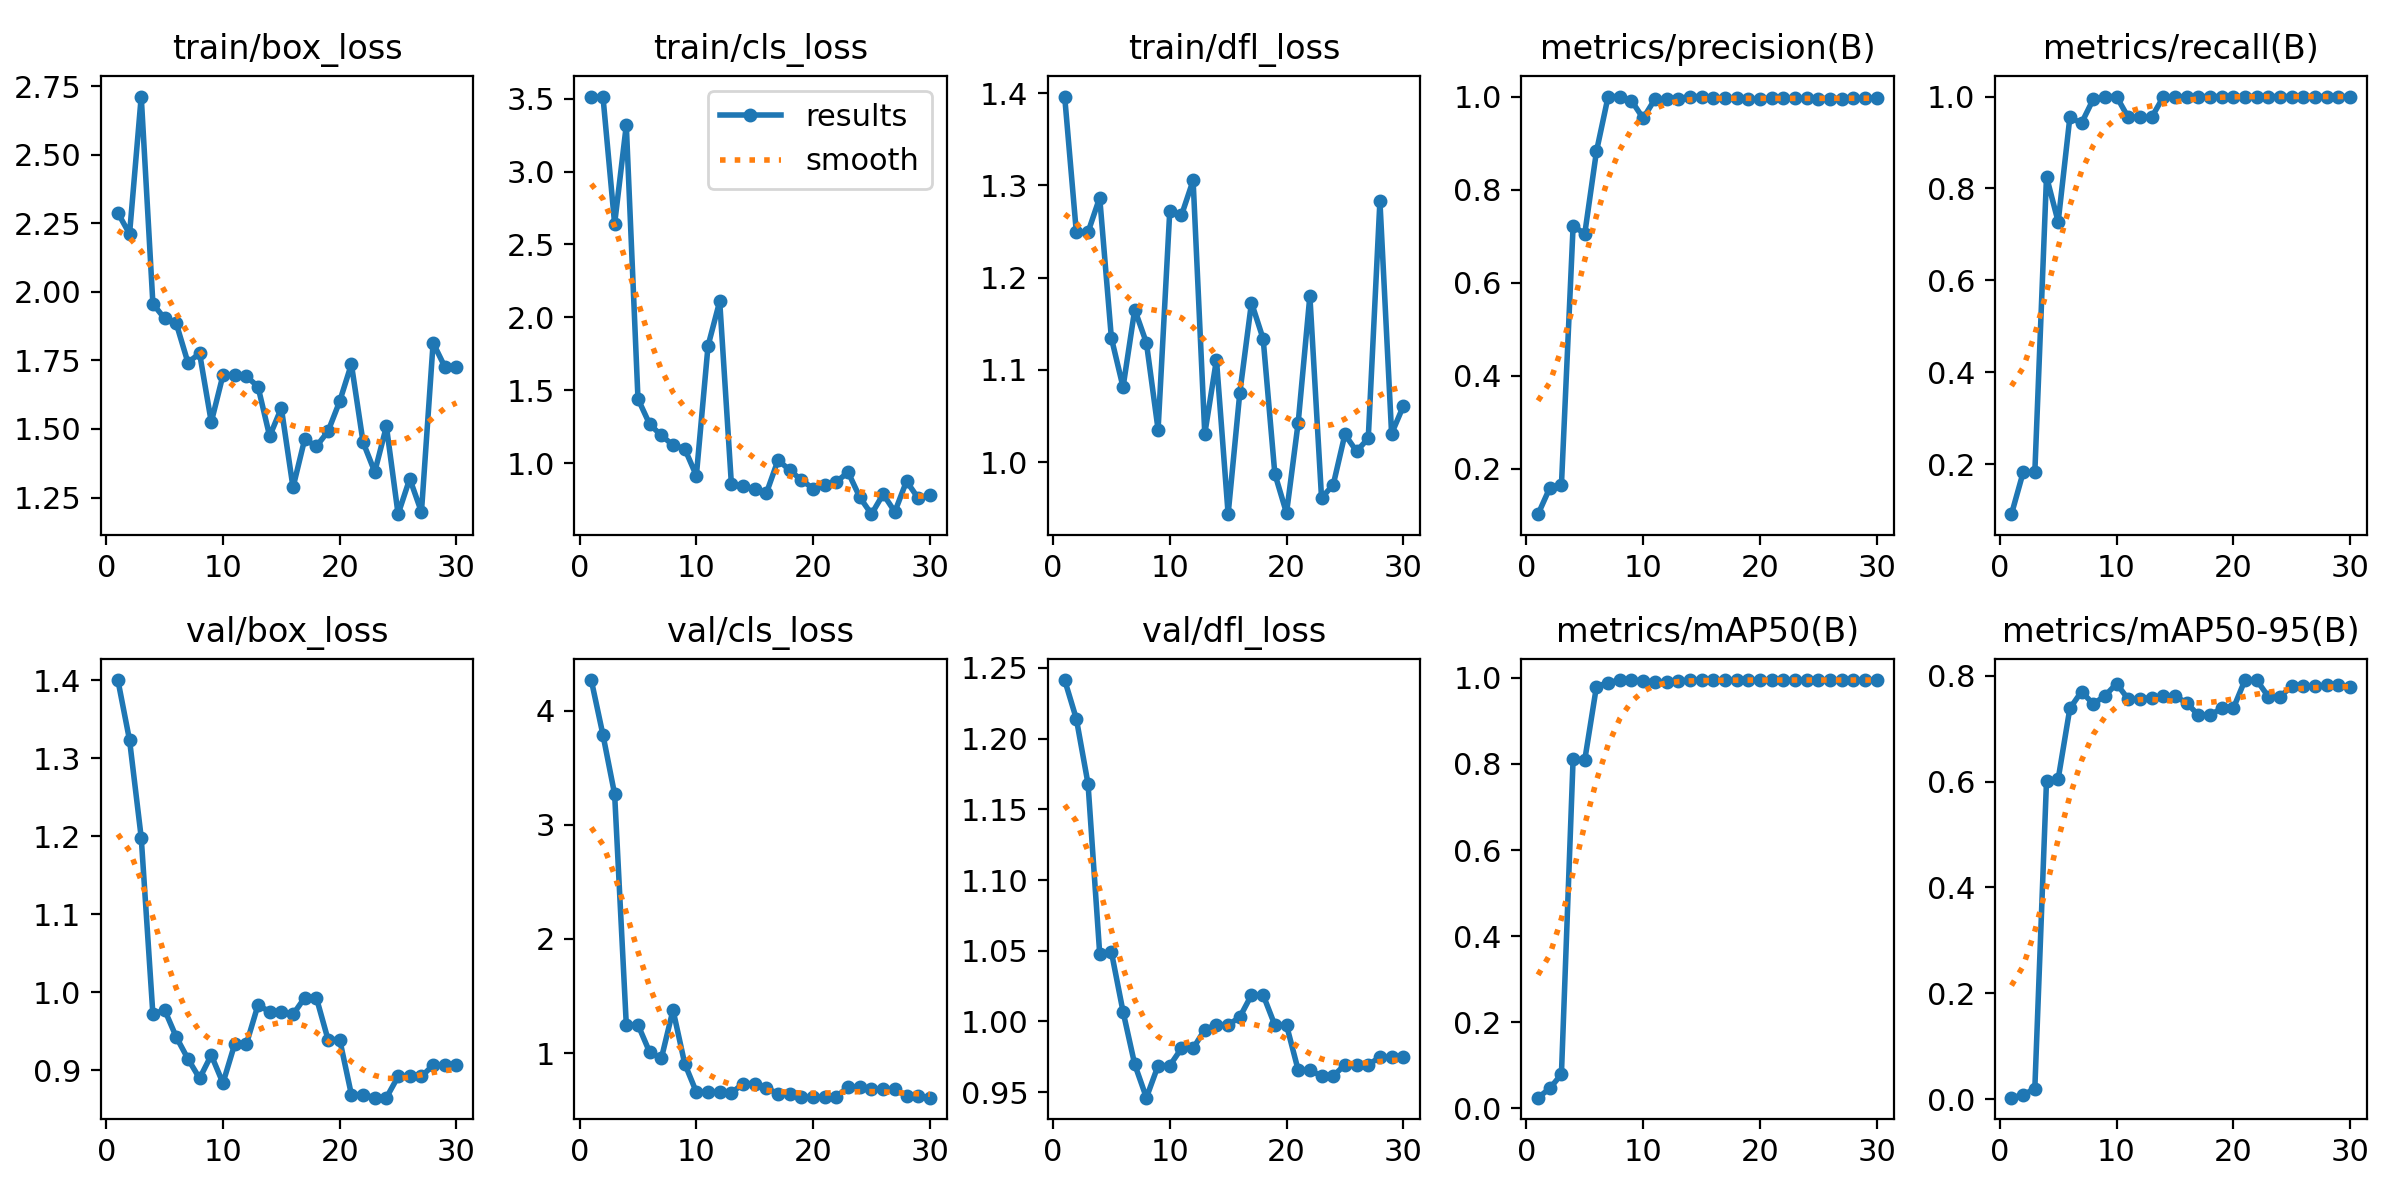 train/box_loss
2.75
2.50
2.25
2.00
1.75
1.50
1.25
0 10 20 30
train/cls_loss
results
smooth
3.5
3.0
2.5
2.0
1.5
1.0
0 10 20 30
train/dfl_loss
1.4
1.3
1.2
1.1
1.0
0 10 20 30
metrics/precision(B)
1.0
0.8
0.6
0.4
0.2
0 10 20 30
metrics/recall(B)
1.0
0.8
0.6
0.4
0.2
0 10 20 30
val/box_loss
1.4
1.3
1.2
1.1
1.0
0.9
0 10 20 30
val/cls_loss
4
3
2
1
0 10 20 30
val/dfl_loss
1.25
1.20
1.15
1.10
1.05
1.00
0.95
0 10 20 30
metrics/mAP50(B)
1.0
0.8
0.6
0.4
0.2
0.0
0 10 20 30
metrics/mAP50-95(B)
0.8
0.6
0.4
0.2
0.0
0 10 20 30